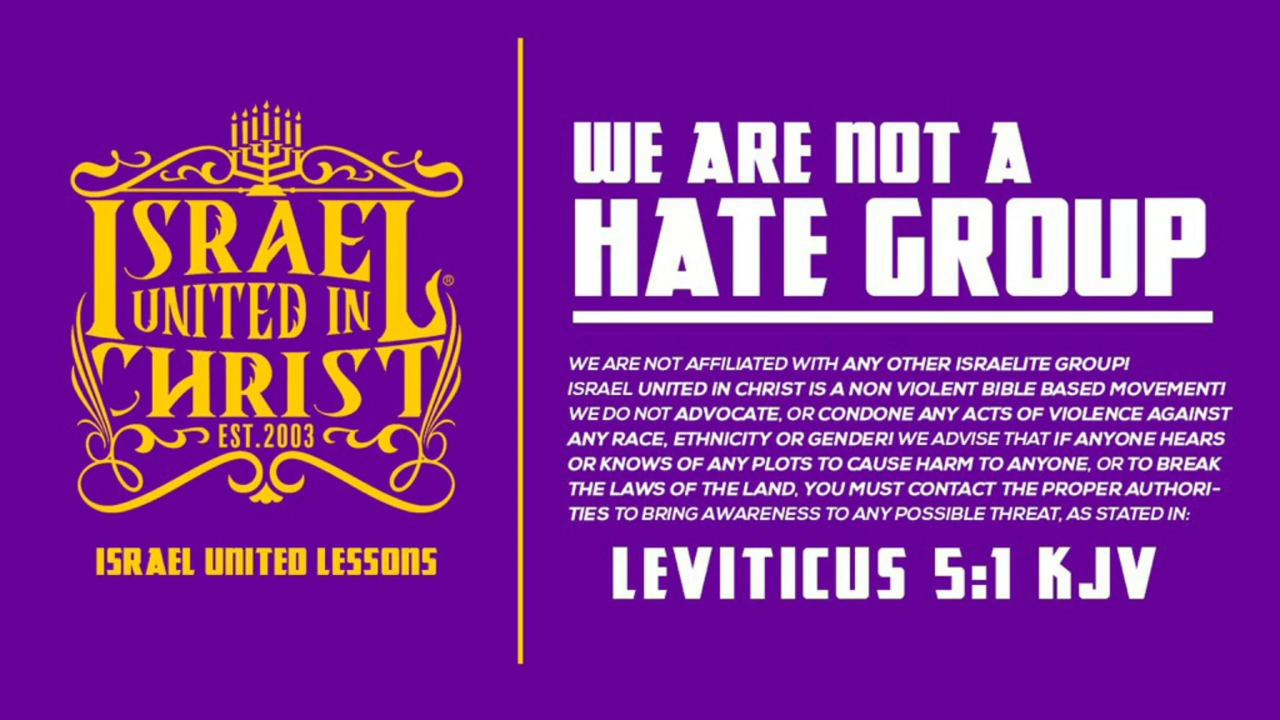 ISRAEL
UNITED IN
CHRIST
EST.2003
ISRAEL UNITED LESSONS
WE ARE NOT A
HATE GROUP
WE ARE NOT AFFILIATED WITH ANY OTHER ISRAELITE GROUP!
ISRAEL UNITED IN CHRIST IS A NON VIOLENT BIBLE BASED MOVEMENT!
WE DO NOT ADVOCATE, OR CONDONE ANY ACTS OF VIOLENCE AGAINST
ANY RACE, ETHNICITY OR GENDER! WE ADVISE THAT IF ANYONE HEARS
OR KNOWS OF ANY PLOTS TO CAUSE HARM TO ANYONE, OR TO BREAK
THE LAWS OF THE LAND, YOU MUST CONTACT THE PROPER AUTHORI-
TIES TO BRING AWARENESS TO ANY POSSIBLE THREAT, AS STATED IN:
LEVITICUS 5:1 KJV